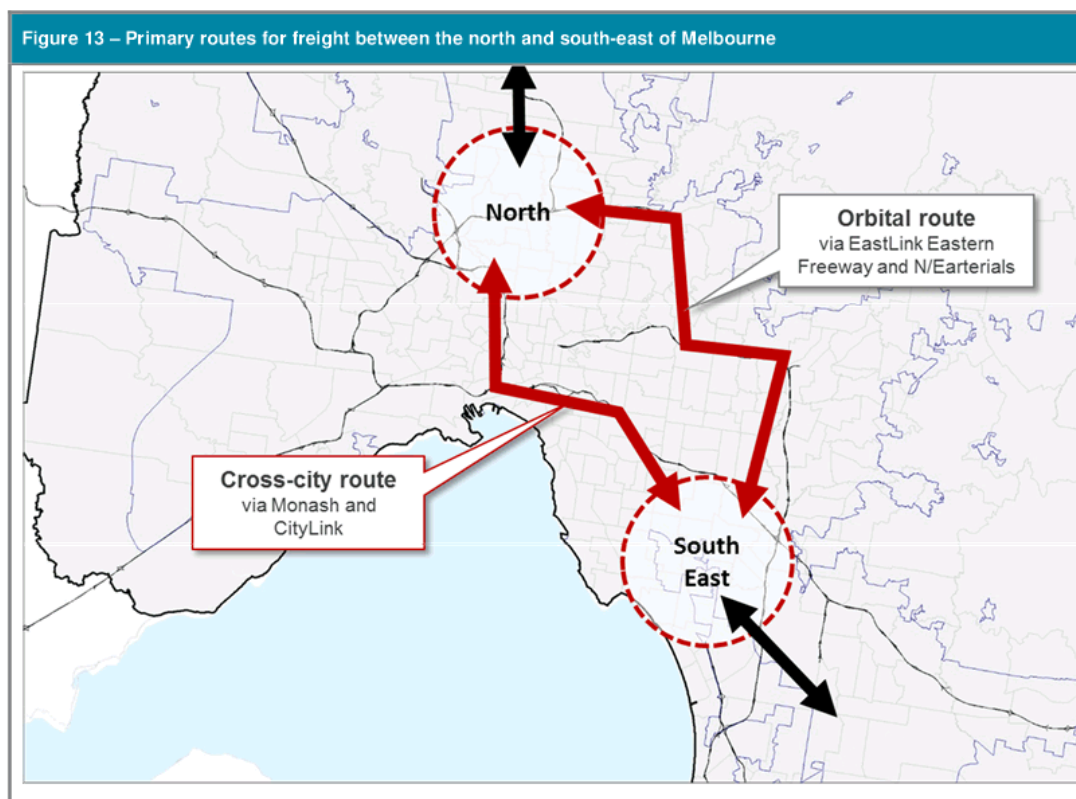 Figure 13 – Primary routes for freight between the north and south-east of Melbourne
North
Orbital route
via EastLink Eastern
Freeway and N/Earterials
Cross-city route
via Monash and
CityLink
South
East